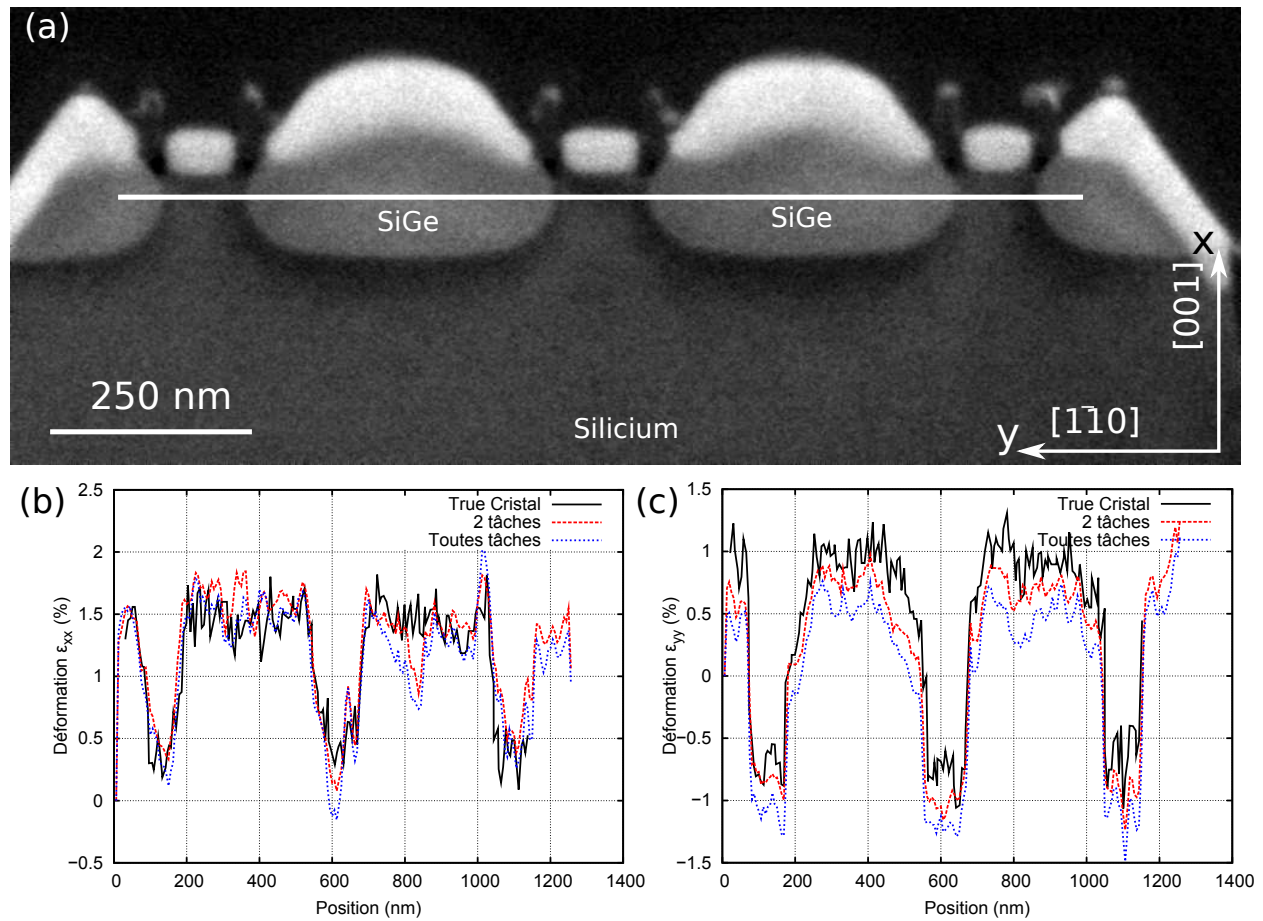 (a)
SiGe
SiGe
x
[001]
250 nm
Silicium
y
[1̄10]
(b)
Déformation ε_xx (%)
2.5
2
1.5
1
0.5
0
−0.5
True Cristal
2 tâches
Toutes tâches
0 200 400 600 800 1000 1200 1400
Position (nm)
(c)
Déformation ε_yy (%)
1.5
1
0.5
0
−0.5
−1
−1.5
True Cristal
2 tâches
Toutes tâches
0 200 400 600 800 1000 1200 1400
Position (nm)